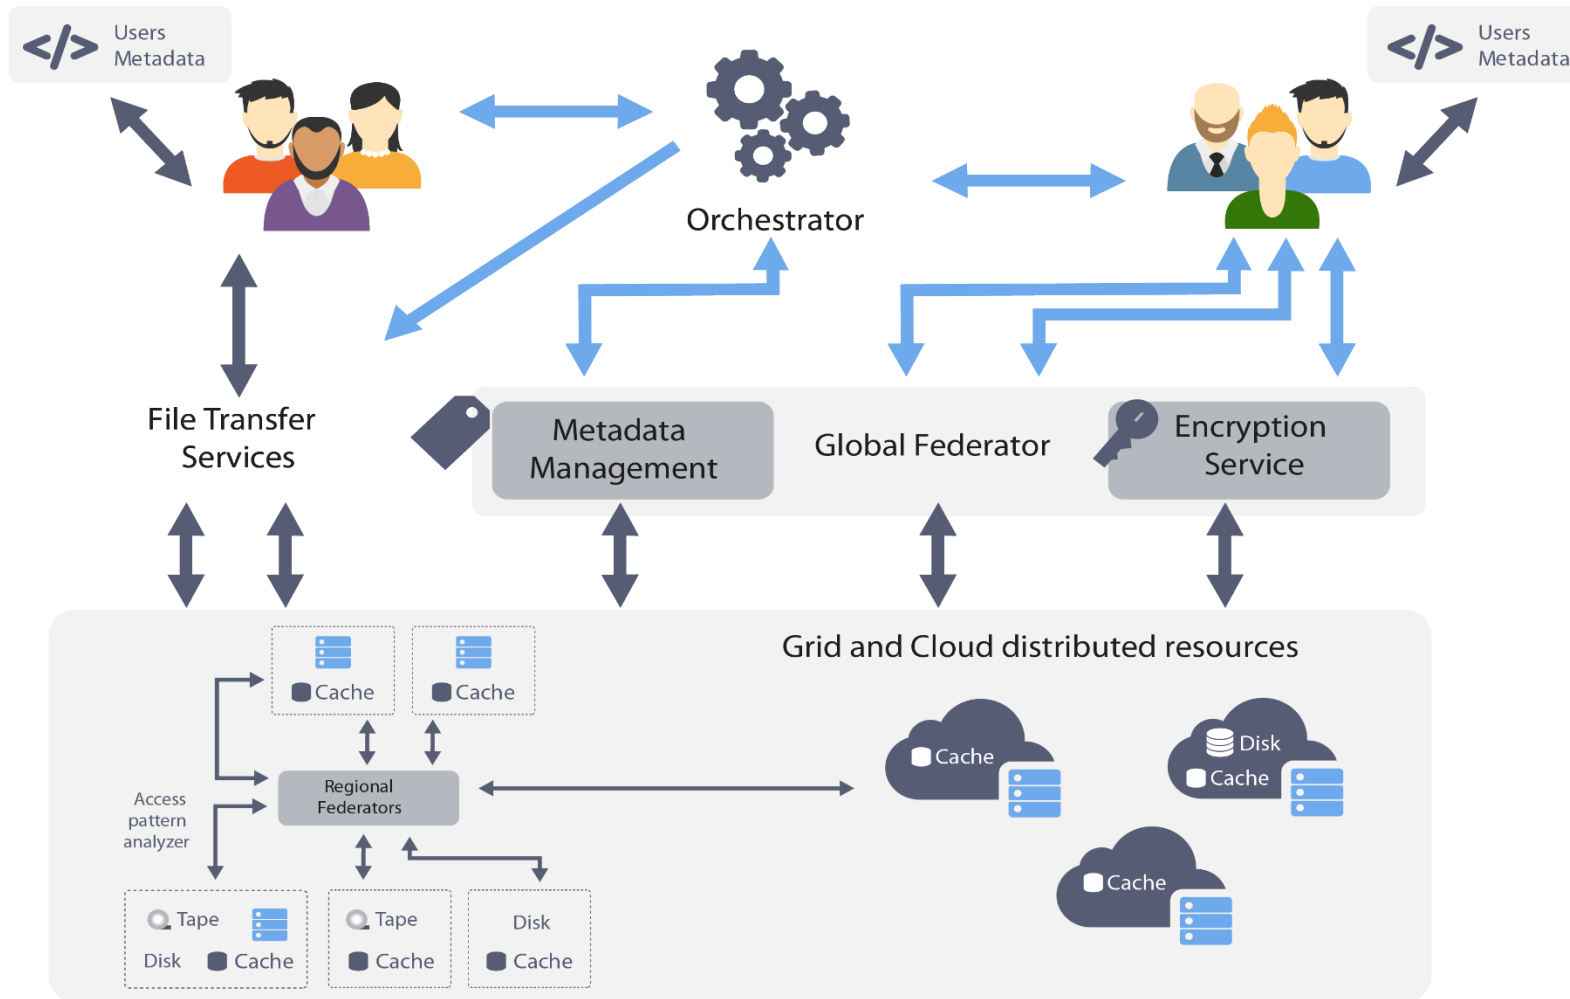 Users
Metadata
Users
Metadata
Orchestrator
File Transfer
Services
Metadata
Management
Global Federator
Encryption
Service
Grid and Cloud distributed resources
Cache
Cache
Regional
Federators
Access
pattern
analyzer
Tape
Disk
Cache
Tape
Cache
Disk
Cache
Cache
Disk
Cache
Cache